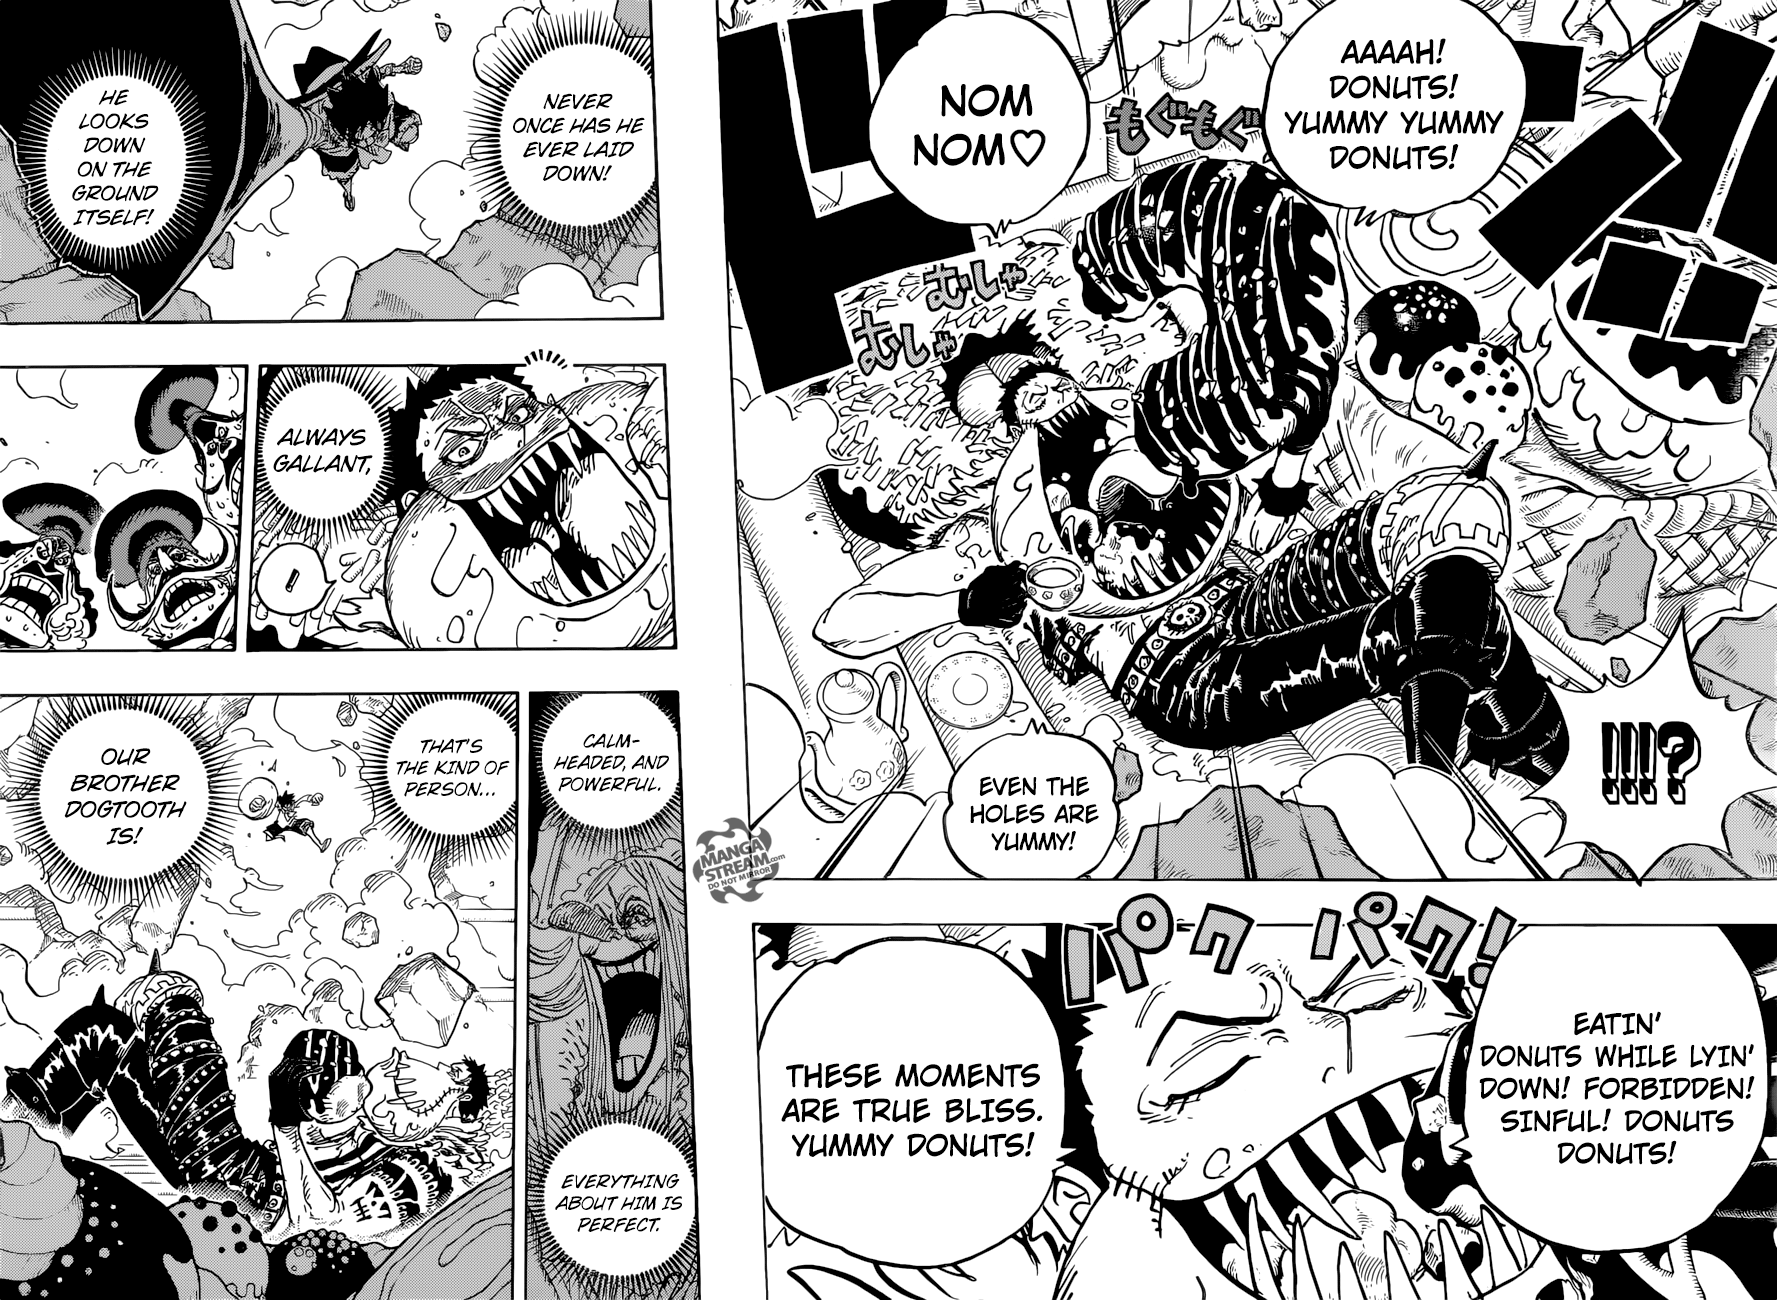 AAAAH!
DONUTS!
YUMMY YUMMY
DONUTS!
もぐもぐ
NOM
NOM♡
むしゃ
むしゃ
!!!?
EVEN THE
HOLES ARE
YUMMY!
EATIN'
DONUTS WHILE LYIN'
DOWN! FORBIDDEN!
SINFUL! DONUTS
DONUTS!
パク パク!
THESE MOMENTS
ARE TRUE BLISS.
YUMMY DONUTS!
NEVER
ONCE HAS HE
EVER LAID
DOWN!
HE
LOOKS
DOWN
ON THE
GROUND
ITSELF!
ALWAYS
GALLANT,
CALM-
HEADED, AND
POWERFUL.
EVERYTHING
ABOUT HIM IS
PERFECT.
THAT'S
THE KIND OF
PERSON...
OUR
BROTHER
DOGTOOTH
IS!
MANGA
STREAM.com
DO NOT MIRROR